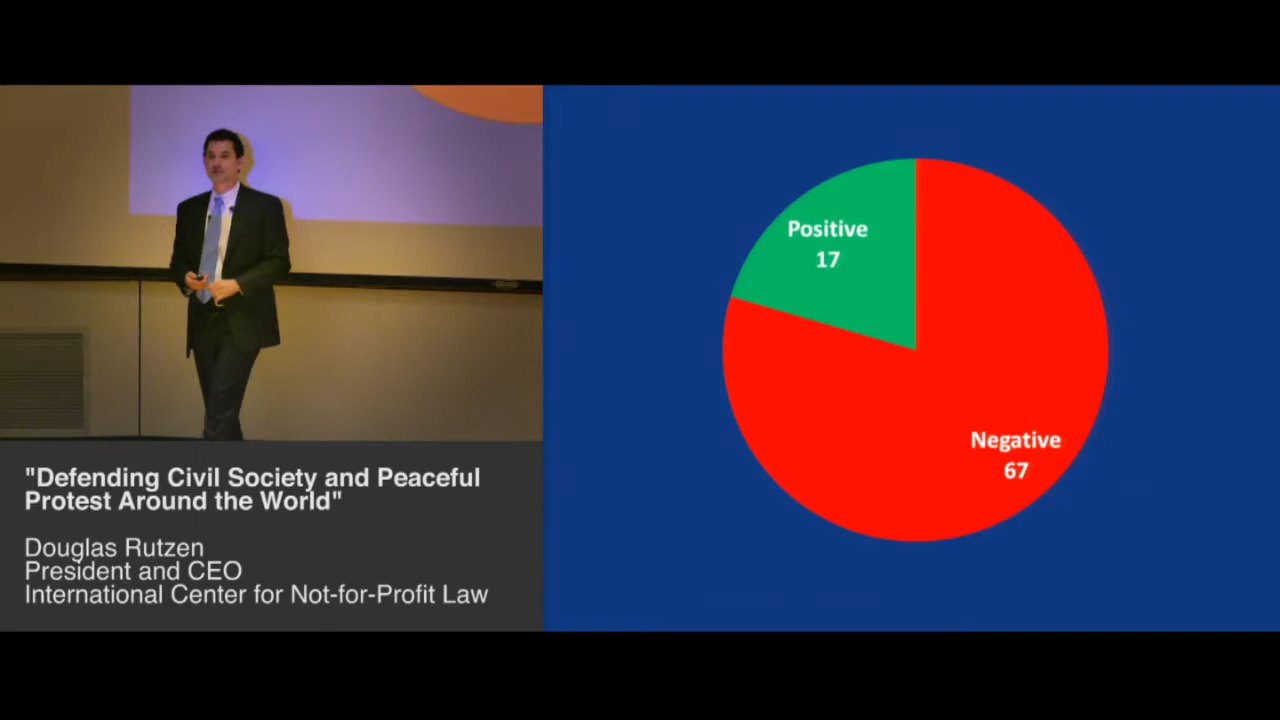 "Defending Civil Society and Peaceful
Protest Around the World"
Douglas Rutzen
President and CEO
International Center for Not-for-Profit Law
Positive
17
Negative
67